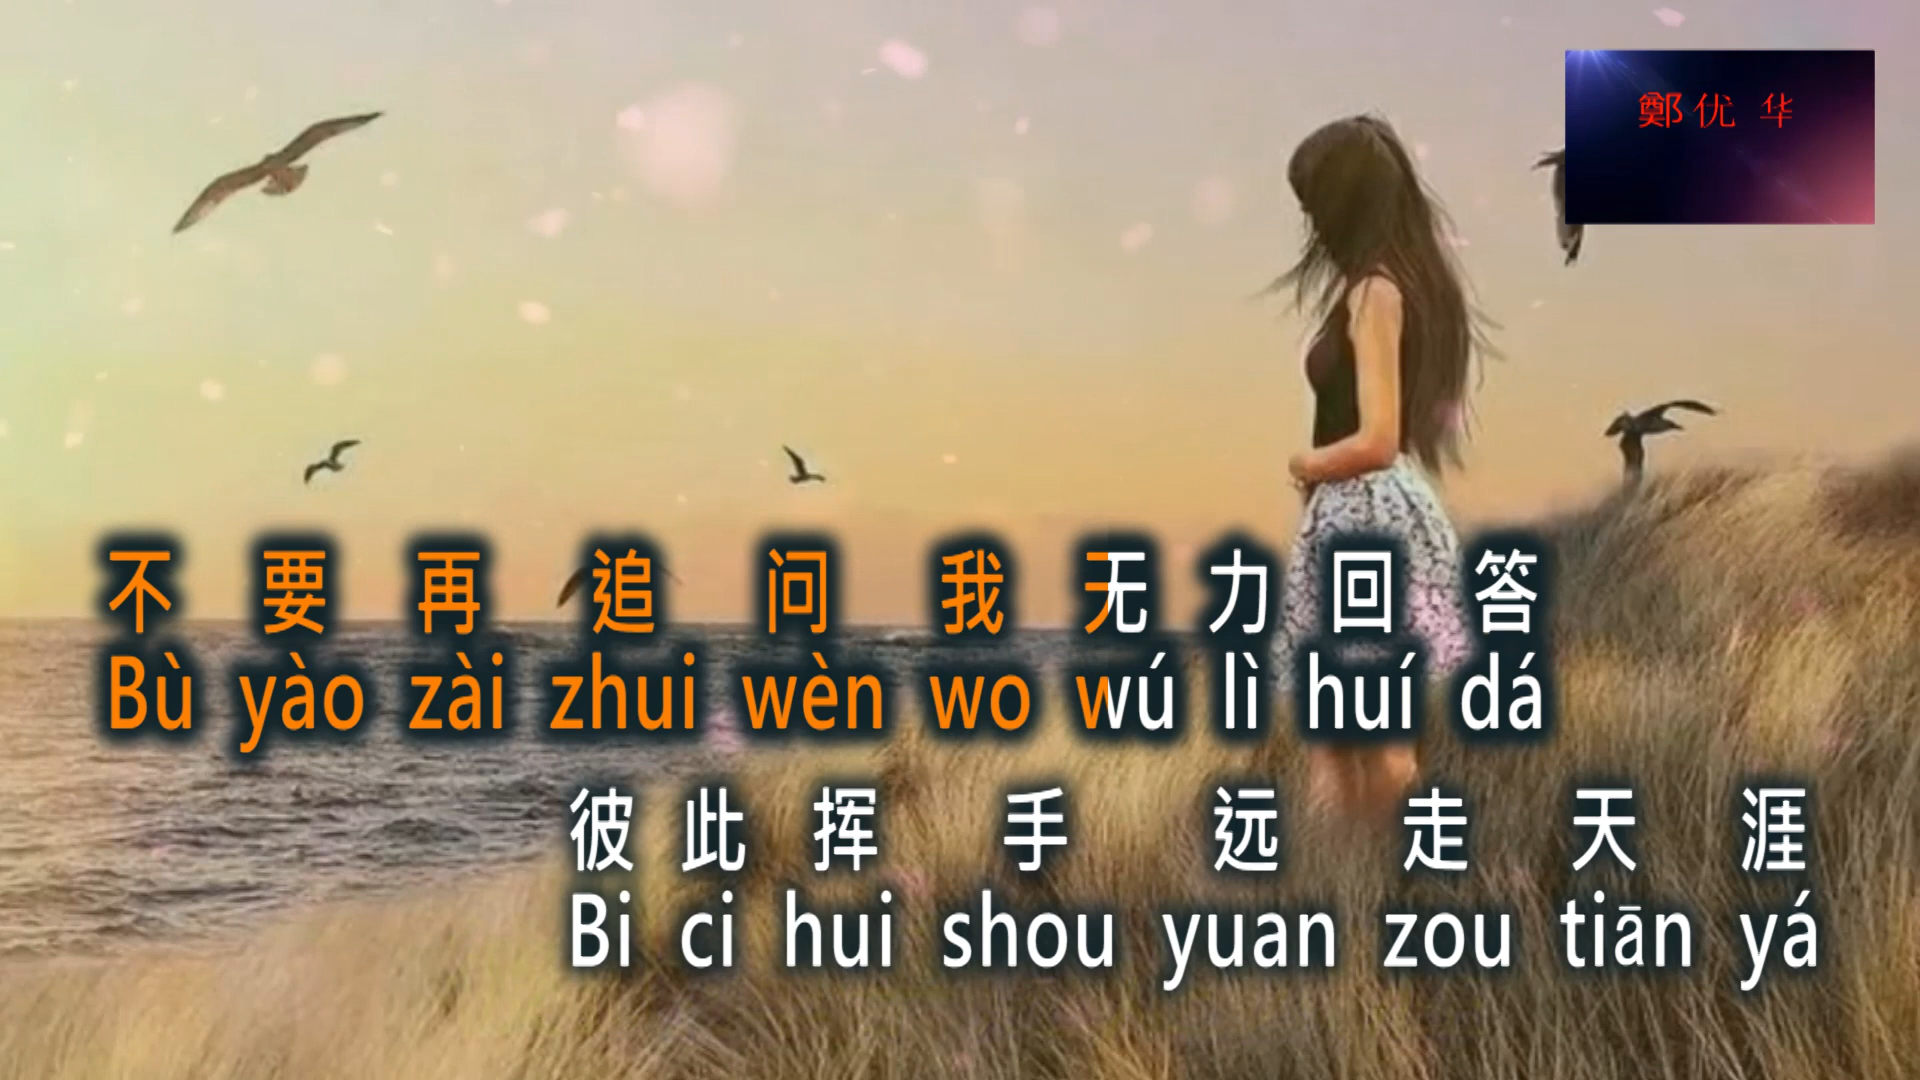 鄭优 华
不 要 再 追 问 我 无 力 回 答
Bù yào zài zhui wèn wo wú lì huí dá
彼 此 挥 手 远 走 天 涯
Bi ci hui shou yuan zou tiān yá